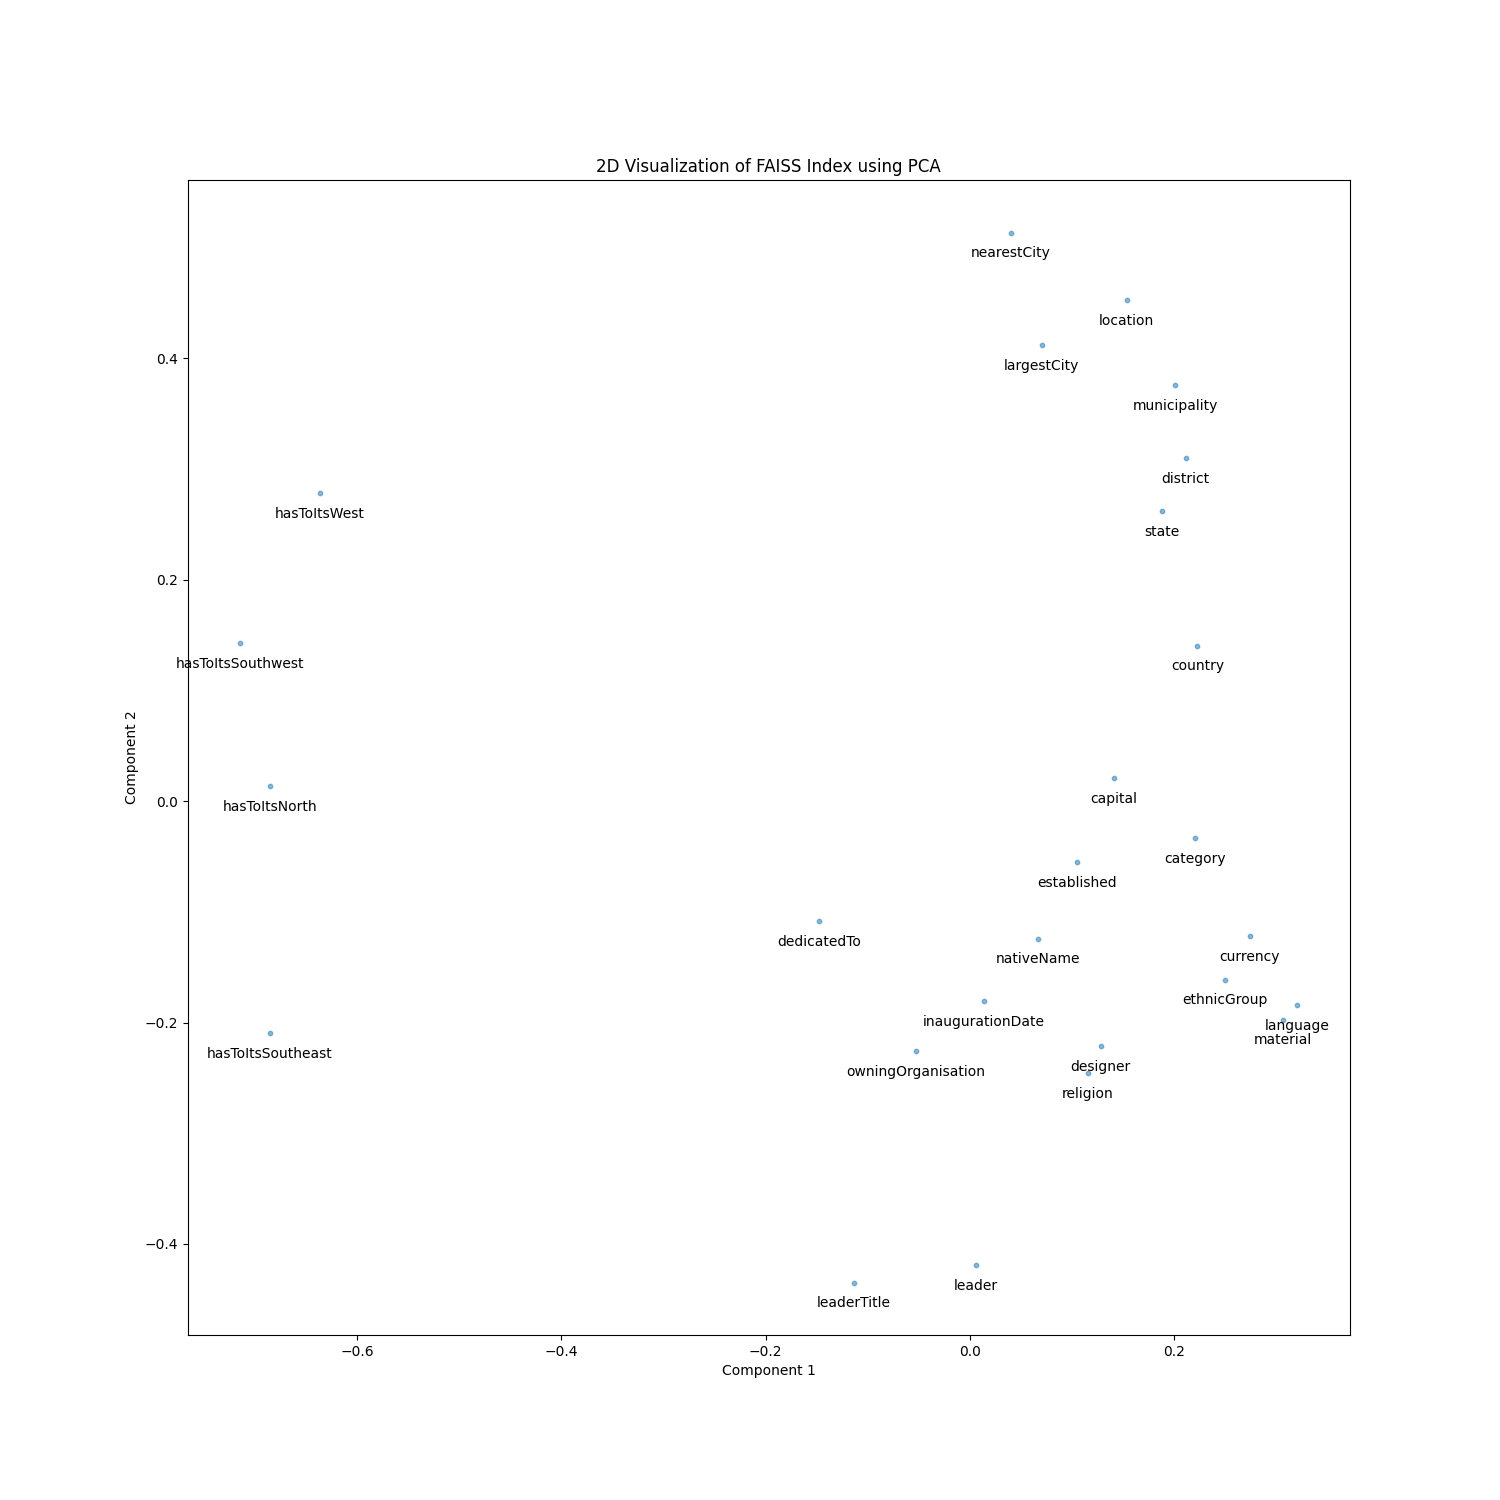 2D Visualization of FAISS Index using PCA
nearestCity
location
largestCity
municipality
district
hasToItsWest
state
hasToItsSouthwest
country
hasToItsNorth
capital
category
established
dedicatedTo
nativeName
currency
ethnicGroup
inaugurationDate
language
material
hasToItsSoutheast
designer
owningOrganisation
religion
leader
leaderTitle
Component 2
0.4
0.2
0.0
−0.2
−0.4
−0.6
−0.4
−0.2
0.0
0.2
Component 1